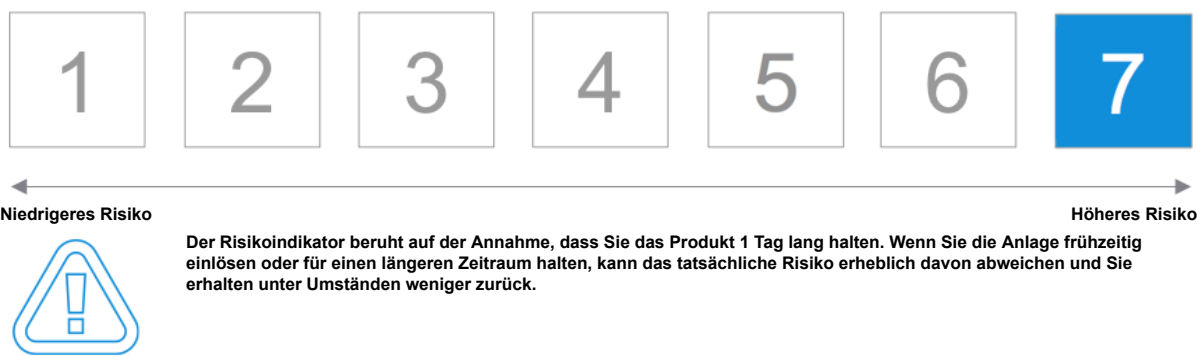 1 2 3 4 5 6 7
Niedrigeres Risiko Höheres Risiko
Der Risikoindikator beruht auf der Annahme, dass Sie das Produkt 1 Tag lang halten. Wenn Sie die Anlage frühzeitig
einlösen oder für einen längeren Zeitraum halten, kann das tatsächliche Risiko erheblich davon abweichen und Sie
erhalten unter Umständen weniger zurück.